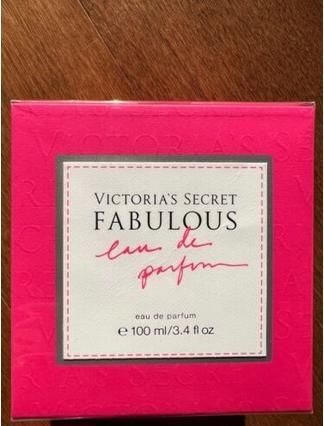 VICTORIA'S SECRET
FABULOUS
eau de
parfum
eau de parfum
℮ 100 ml/3.4 fl oz